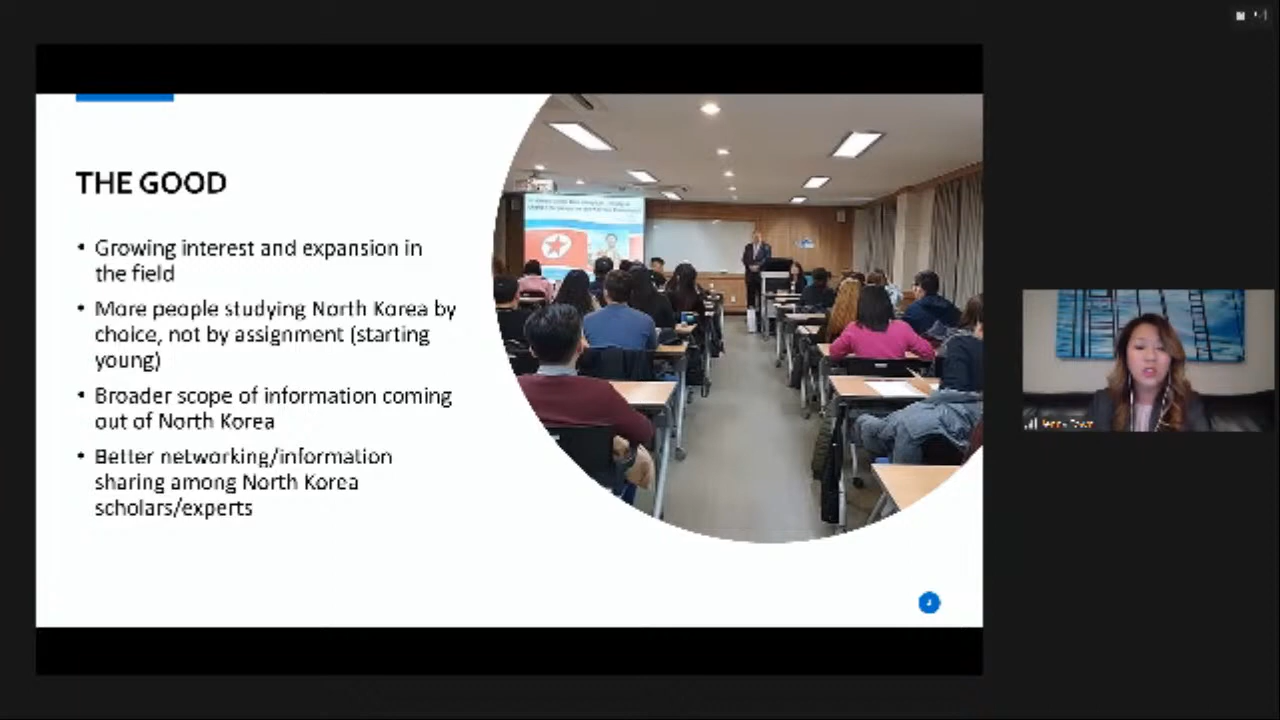 THE GOOD
• Growing interest and expansion in
the field
• More people studying North Korea by
choice, not by assignment (starting
young)
• Broader scope of information coming
out of North Korea
• Better networking/information
sharing among North Korea
scholars/experts